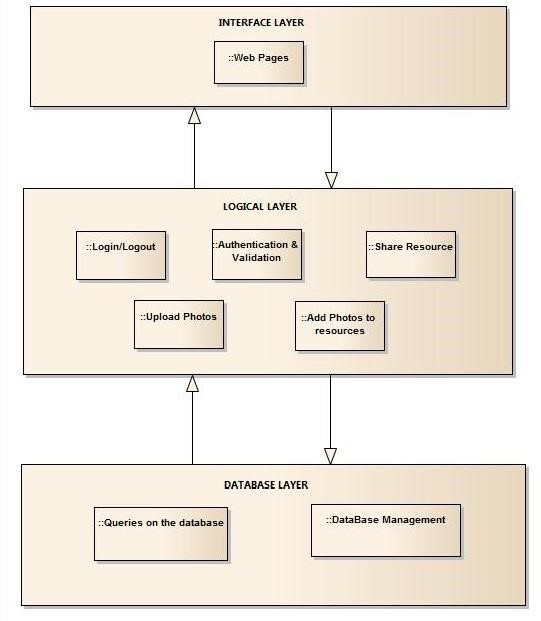 INTERFACE LAYER
::Web Pages
LOGICAL LAYER
::Login/Logout
::Authentication &
Validation
::Share Resource
::Upload Photos
::Add Photos to
resources
DATABASE LAYER
::Queries on the database
::DataBase Management